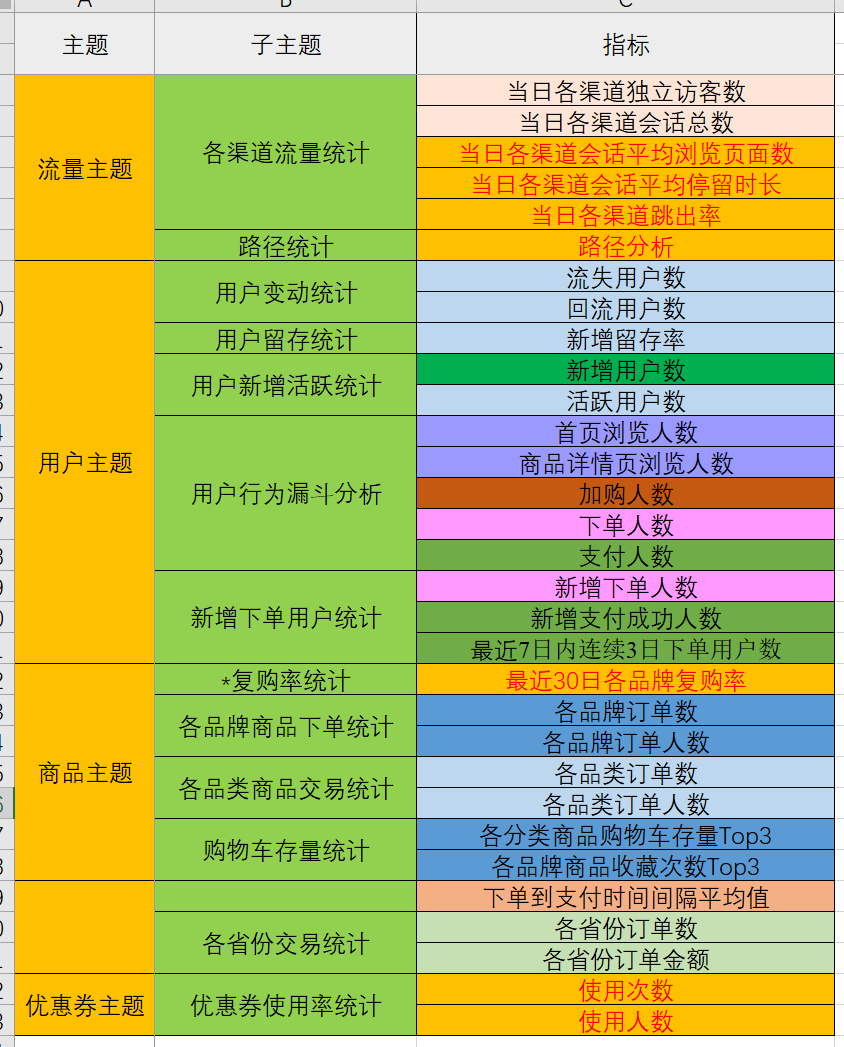 主题 子主题 指标
流量主题 各渠道流量统计 当日各渠道独立访客数
当日各渠道会话总数
当日各渠道会话平均浏览页面数
当日各渠道会话平均停留时长
当日各渠道跳出率
路径统计 路径分析
用户主题 用户变动统计 流失用户数
回流用户数
用户留存统计 新增留存率
用户新增活跃统计 新增用户数
活跃用户数
用户行为漏斗分析 首页浏览人数
商品详情页浏览人数
加购人数
下单人数
支付人数
新增下单用户统计 新增下单人数
新增支付成功人数
最近7日内连续3日下单用户数
商品主题 *复购率统计 最近30日各品牌复购率
各品牌商品下单统计 各品牌订单数
各品牌订单人数
各品类商品交易统计 各品类订单数
各品类订单人数
购物车存量统计 各分类商品购物车存量Top3
各品牌商品收藏次数Top3
下单到支付时间间隔平均值
各省份交易统计 各省份订单数
各省份订单金额
优惠券主题 优惠券使用率统计 使用次数
使用人数